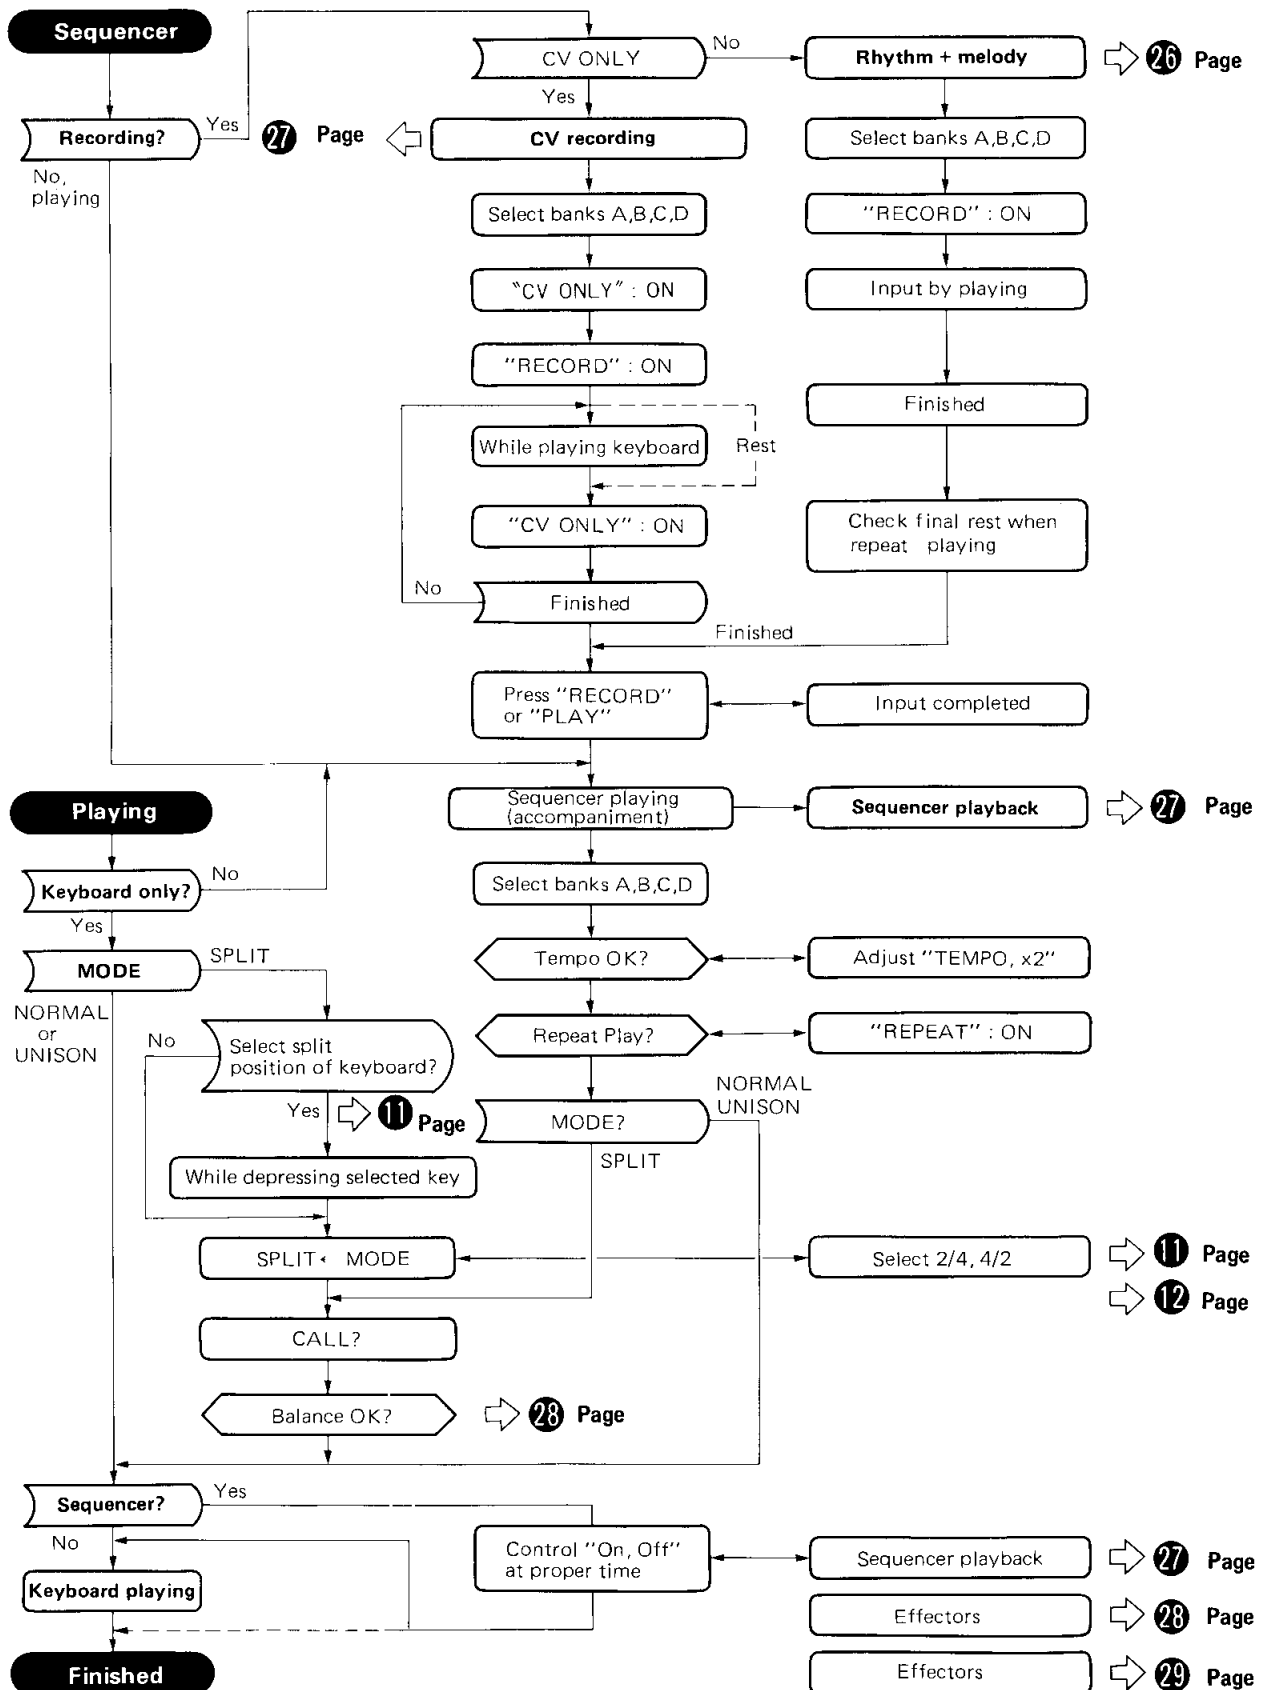 Sequencer
CV ONLY
No
Rhythm + melody
26 Page
Yes
Recording?
Yes
27 Page
CV recording
Select banks A,B,C,D
No,
playing
Select banks A,B,C,D
"RECORD" : ON
"CV ONLY" : ON
Input by playing
"RECORD" : ON
Finished
While playing keyboard
Rest
"CV ONLY" : ON
Check final rest when
repeat playing
No
Finished
Finished
Press "RECORD"
or "PLAY"
Input completed
Playing
Sequencer playing
(accompaniment)
Sequencer playback
27 Page
Keyboard only?
No
Select banks A,B,C,D
Yes
MODE
SPLIT
Tempo OK?
Adjust "TEMPO, x2"
NORMAL
or
UNISON
No
Select split
position of keyboard?
Repeat Play?
"REPEAT" : ON
Yes
11 Page
MODE?
NORMAL
UNISON
SPLIT
While depressing selected key
SPLIT MODE
Select 2/4, 4/2
11 Page
12 Page
CALL?
Balance OK?
28 Page
Sequencer?
Yes
No
Control "On, Off"
at proper time
Sequencer playback
27 Page
Keyboard playing
Effectors
28 Page
Finished
Effectors
29 Page